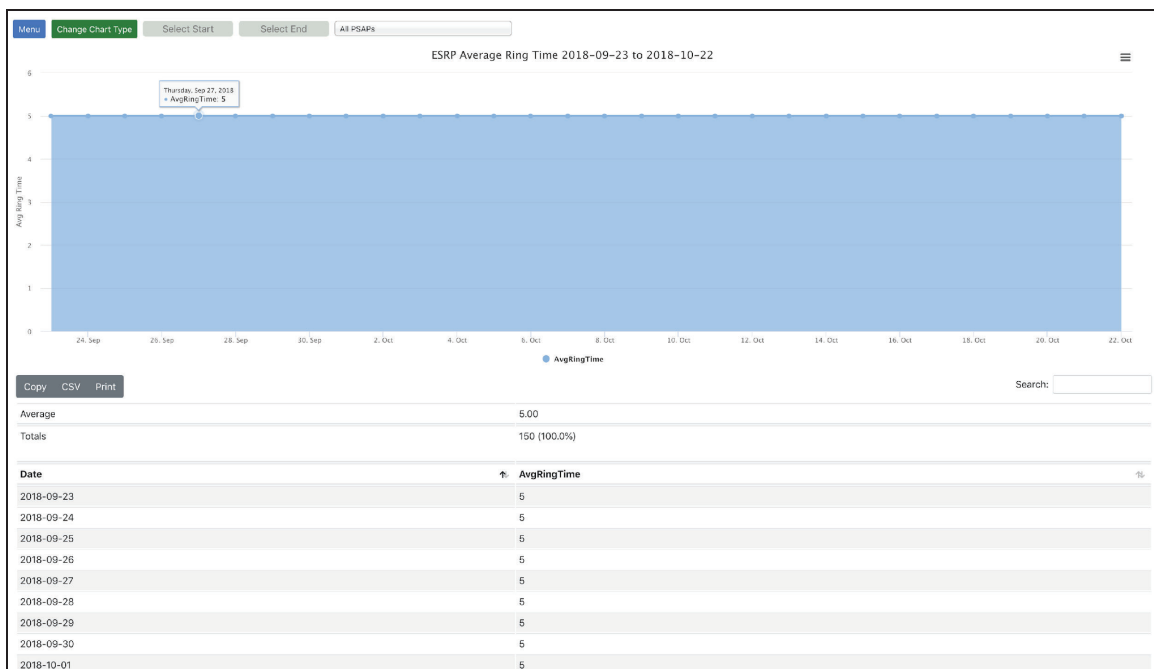 Menu Change Chart Type Select Start Select End All PSAPs
ESRP Average Ring Time 2018-09-23 to 2018-10-22
6
Thursday, Sep 27, 2018
• AvgRingTime: 5
5
4
3
2
1
0
Avg Ring Time
24. Sep 26. Sep 28. Sep 30. Sep 2. Oct 4. Oct 6. Oct 8. Oct 10. Oct 12. Oct 14. Oct 16. Oct 18. Oct 20. Oct 22. Oct
AvgRingTime
Copy CSV Print Search:
Average 5.00
Totals 150 (100.0%)
Date AvgRingTime
2018-09-23 5
2018-09-24 5
2018-09-25 5
2018-09-26 5
2018-09-27 5
2018-09-28 5
2018-09-29 5
2018-09-30 5
2018-10-01 5